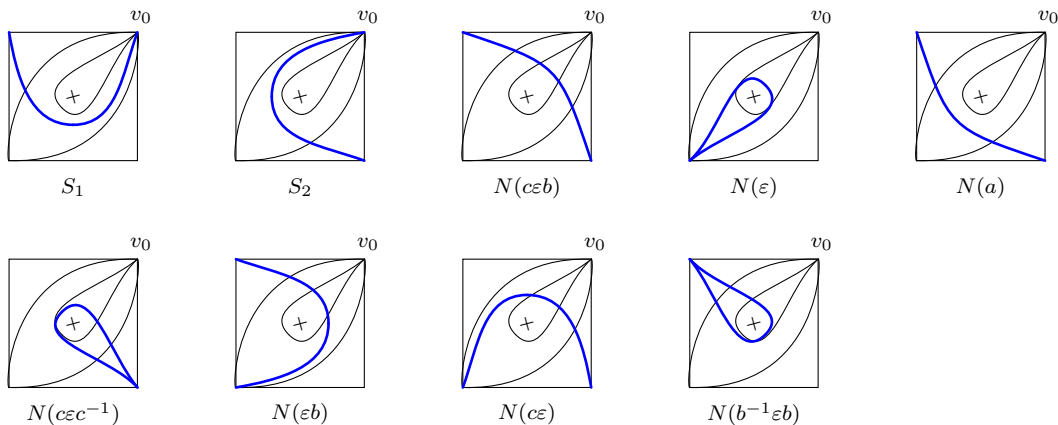 v₀ v₀ v₀ v₀ v₀
S₁ S₂ N(cεb) N(ε) N(a)
v₀ v₀ v₀ v₀
N(cεc⁻¹) N(εb) N(cε) N(b⁻¹εb)